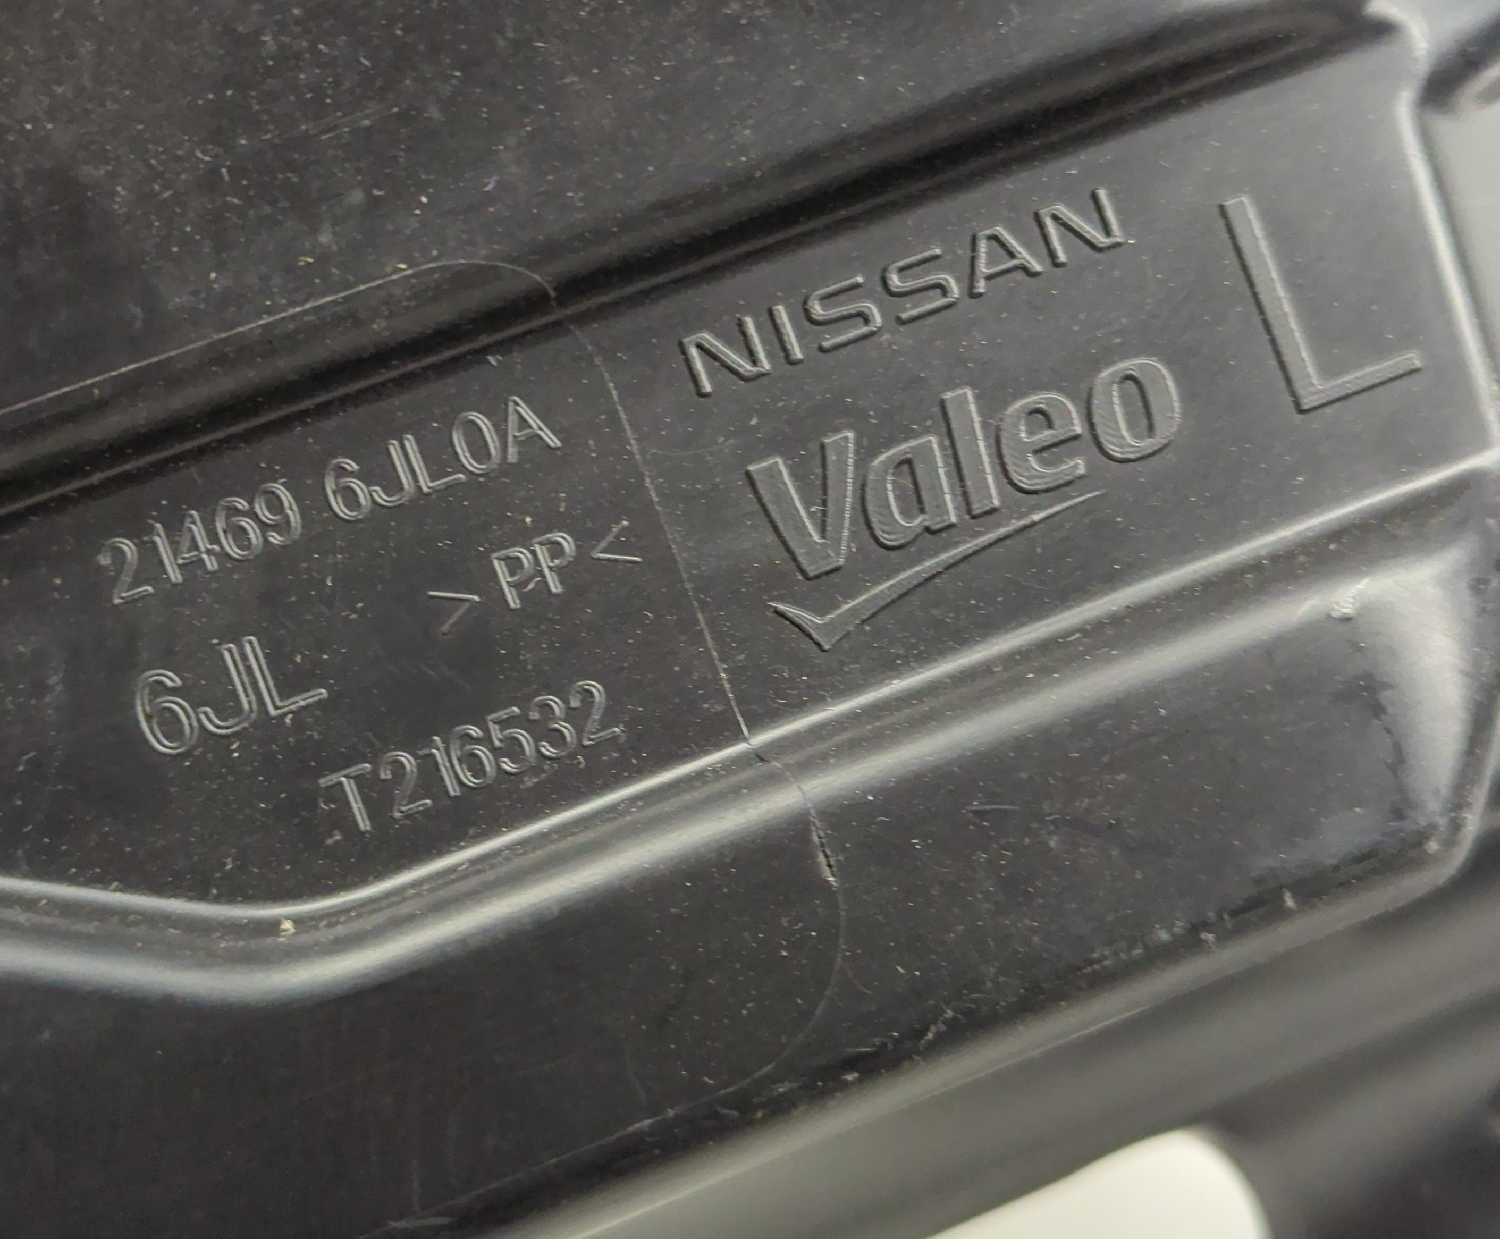 NISSAN
L
Valeo
21469 6JL0A
>PP<
6JL
T216532